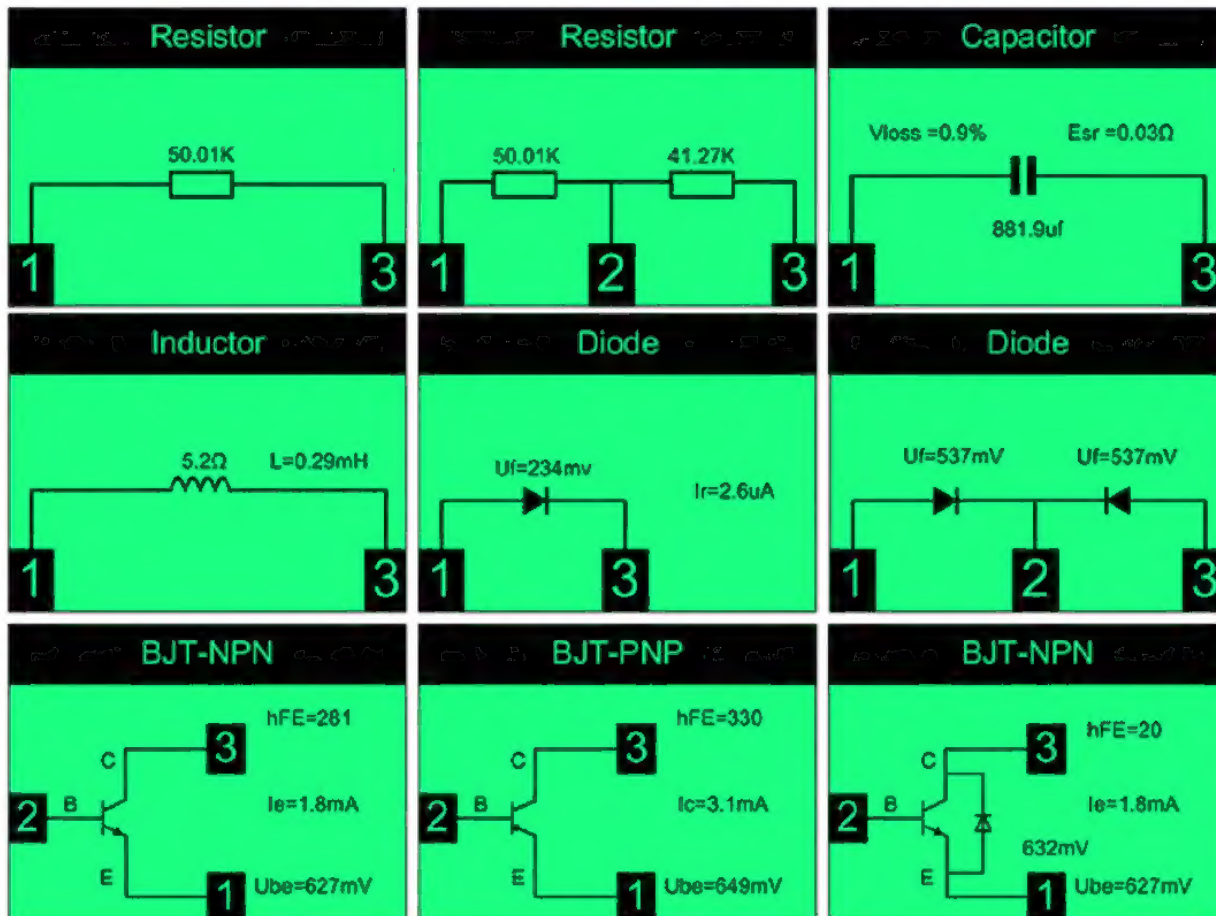 Resistor
50.01K
1
3
Resistor
50.01K
41.27K
1
2
3
Capacitor
Vloss =0.9%
Esr =0.03Ω
881.9uf
1
3
Inductor
5.2Ω
L=0.29mH
1
3
Diode
Uf=234mv
Ir=2.6uA
1
3
Diode
Uf=537mV
Uf=537mV
1
2
3
BJT-NPN
hFE=281
3
C
2
B
Ie=1.8mA
E
1
Ube=627mV
BJT-PNP
hFE=330
3
C
2
B
Ic=3.1mA
E
1
Ube=649mV
BJT-NPN
hFE=20
3
C
2
B
Ie=1.8mA
632mV
E
1
Ube=627mV